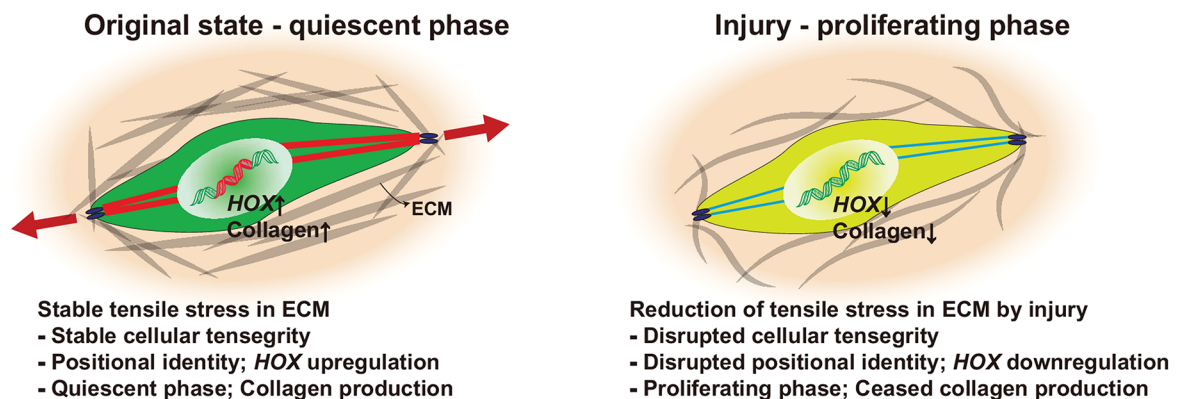 Original state - quiescent phase
HOX↑
Collagen↑
ECM
Stable tensile stress in ECM
- Stable cellular tensegrity
- Positional identity; HOX upregulation
- Quiescent phase; Collagen production
Injury - proliferating phase
HOX↓
Collagen↓
Reduction of tensile stress in ECM by injury
- Disrupted cellular tensegrity
- Disrupted positional identity; HOX downregulation
- Proliferating phase; Ceased collagen production